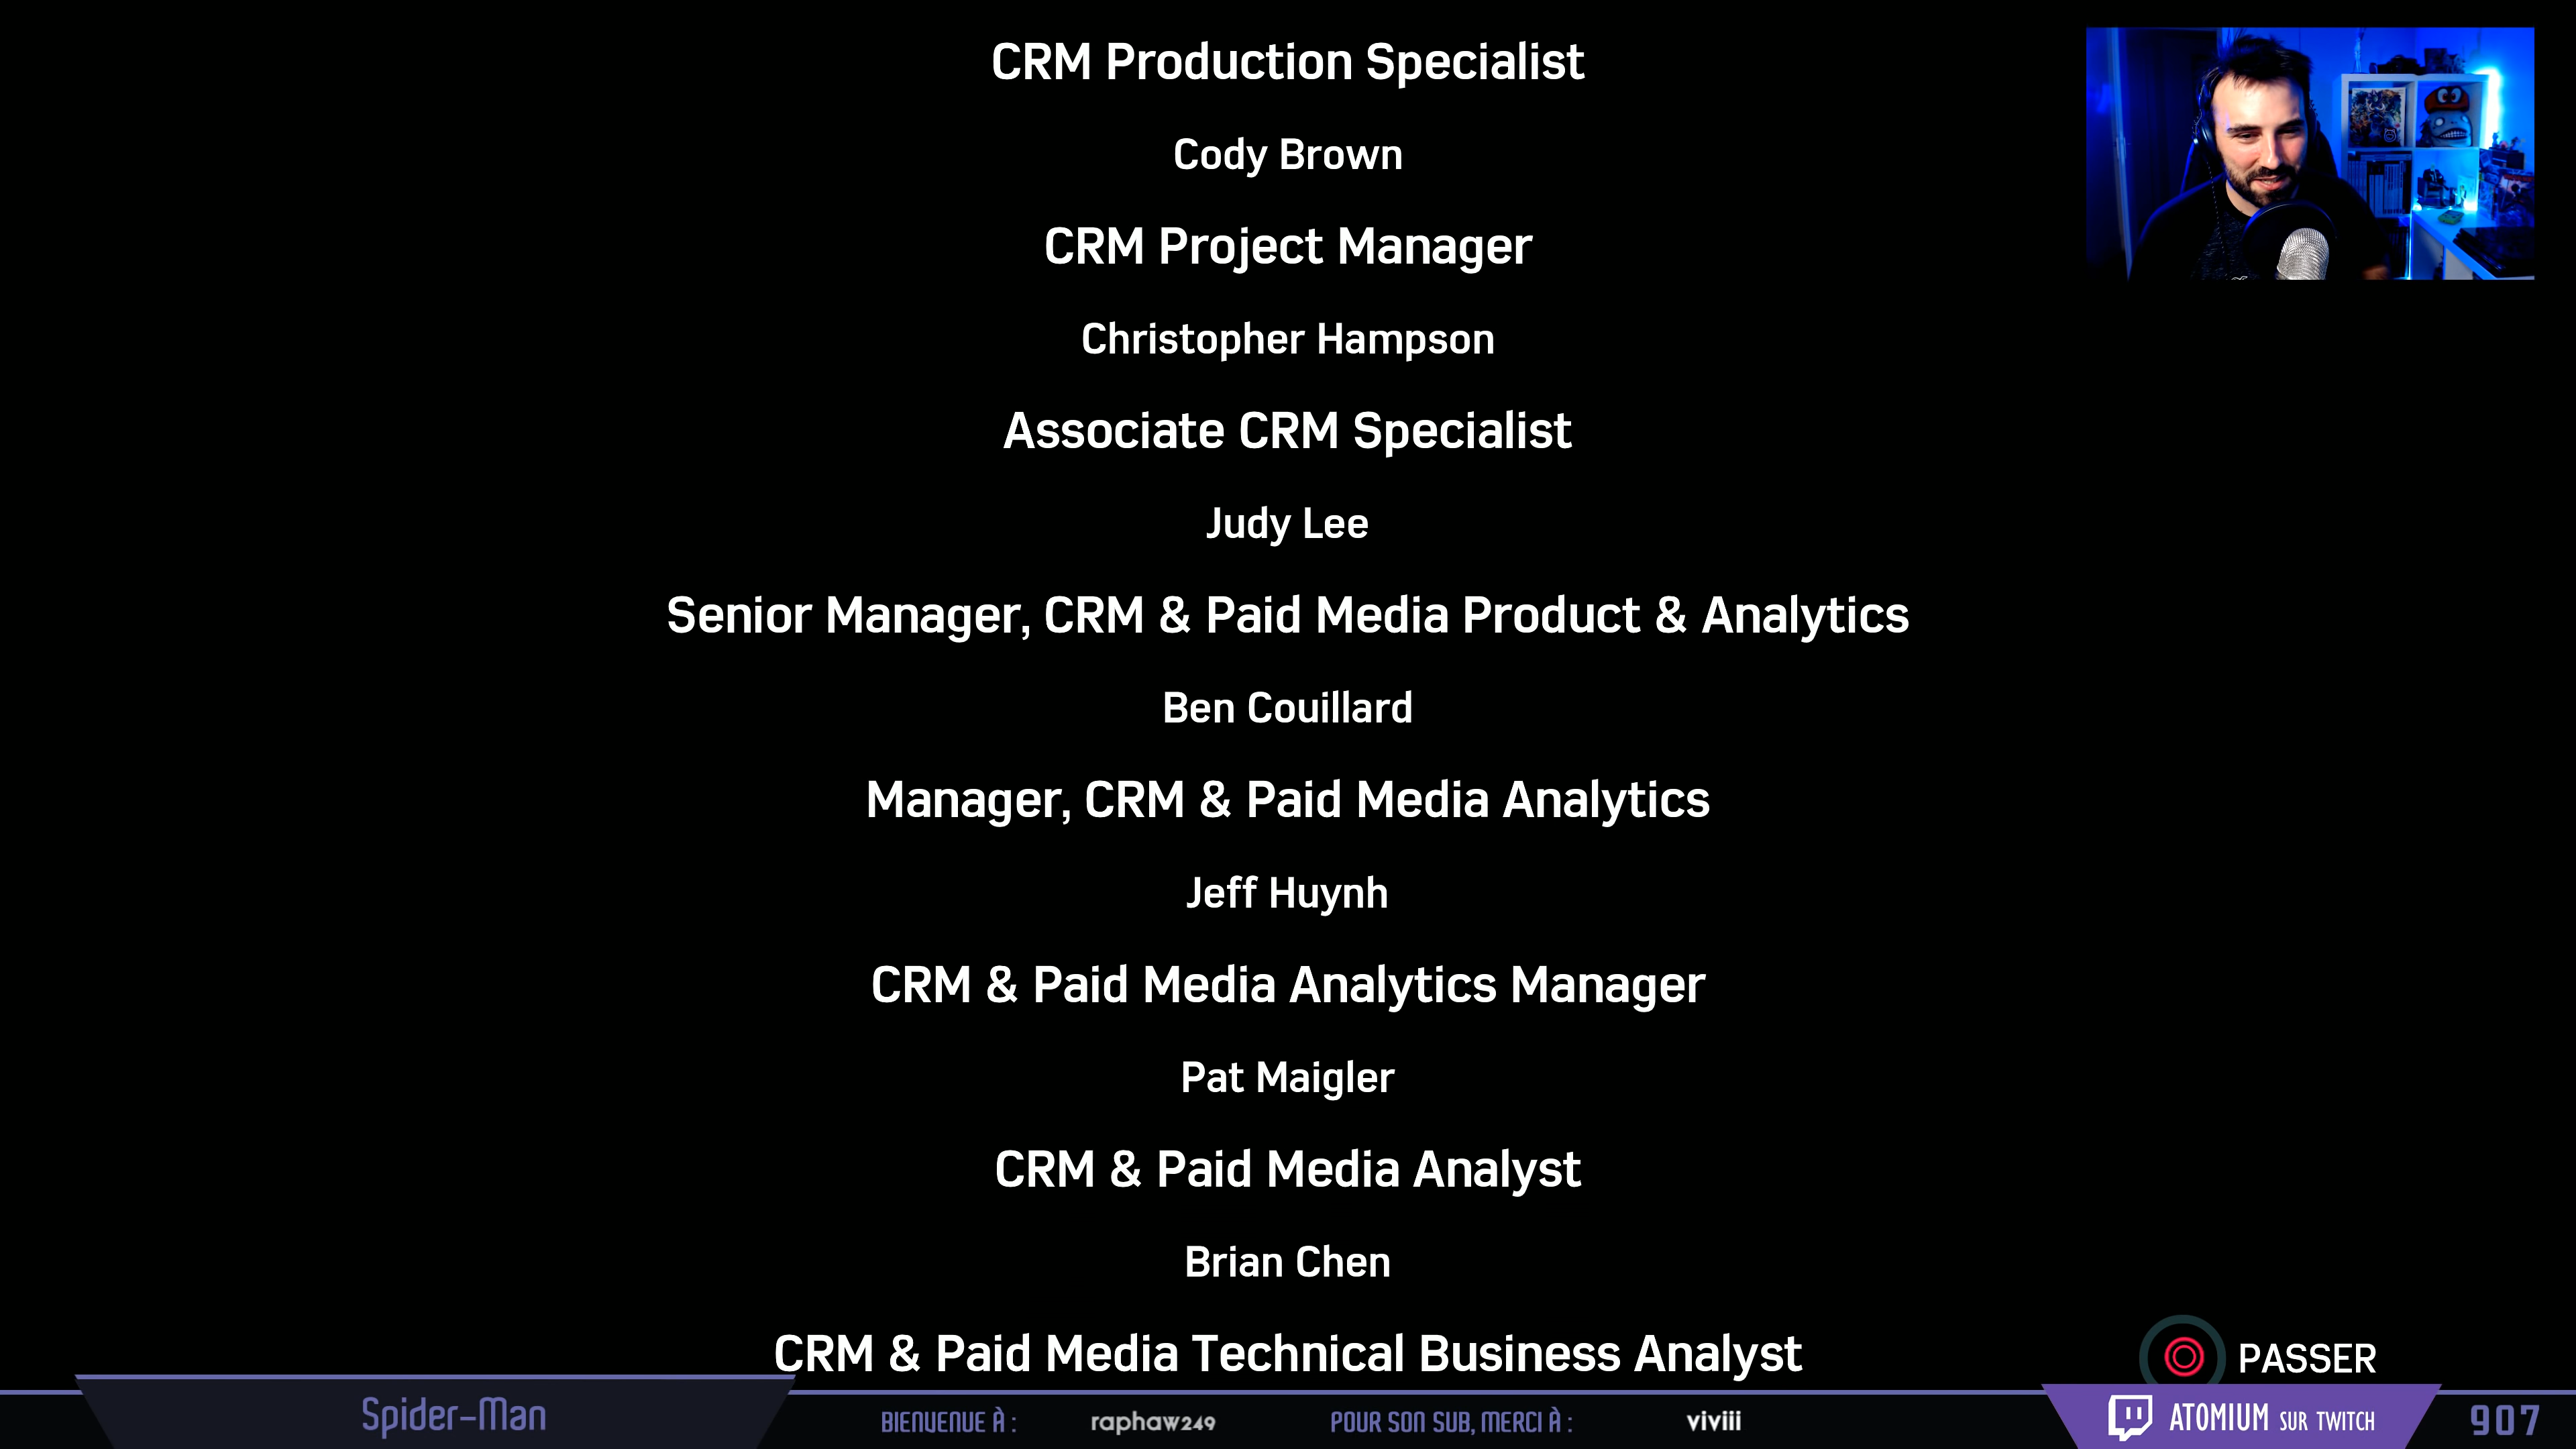 CRM Production Specialist
Cody Brown
CRM Project Manager
Christopher Hampson
Associate CRM Specialist
Judy Lee
Senior Manager, CRM & Paid Media Product & Analytics
Ben Couillard
Manager, CRM & Paid Media Analytics
Jeff Huynh
CRM & Paid Media Analytics Manager
Pat Maigler
CRM & Paid Media Analyst
Brian Chen
CRM & Paid Media Technical Business Analyst
PASSER
Spider-Man
BIENVENUE À : raphaw249
POUR SON SUB, MERCI À : viviii
ATOMIUM SUR TWITCH
907